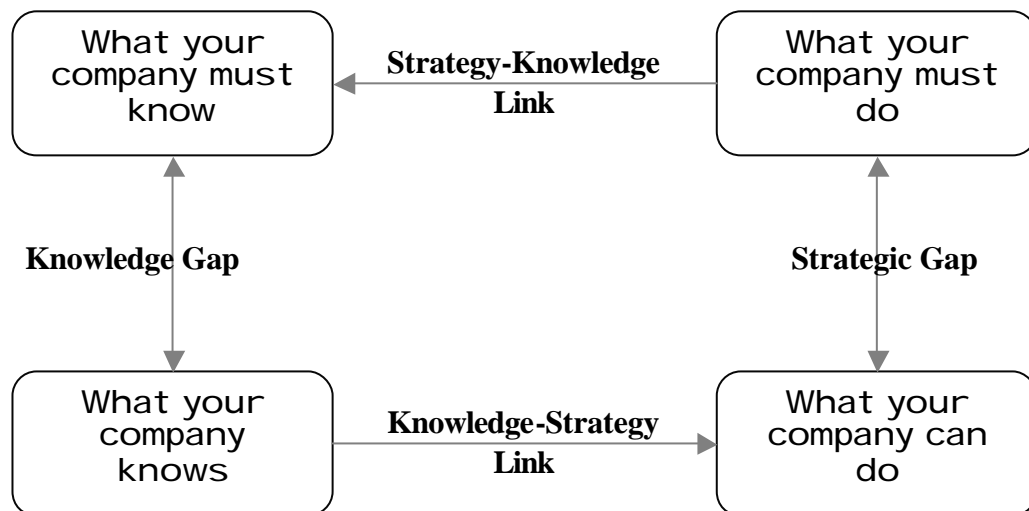 What your
company must
know
Strategy-Knowledge
Link
What your
company must
do
Knowledge Gap
Strategic Gap
What your
company
knows
Knowledge-Strategy
Link
What your
company can
do